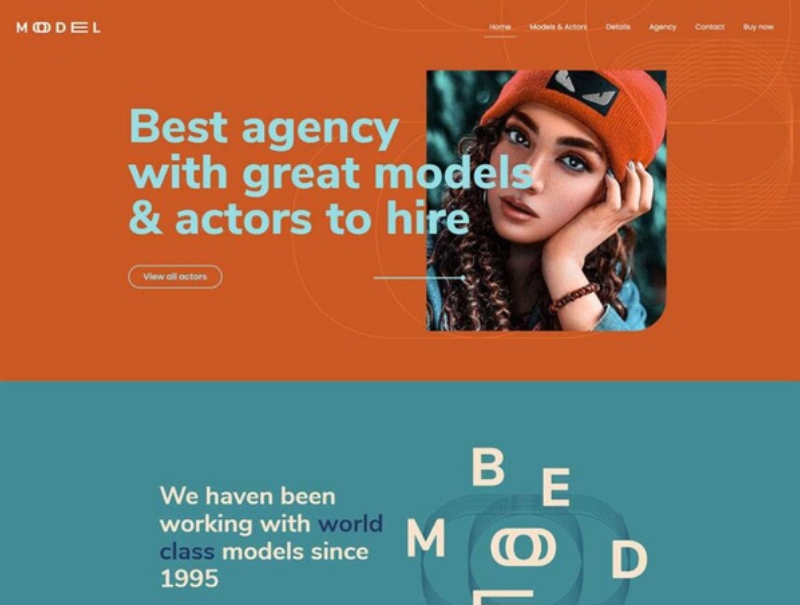 MODEL
Home Models & Actors Details Agency Contact Buy now
Best agency
with great models
& actors to hire
View all actors
We haven been
working with world
class models since
1995
B
E
M
D